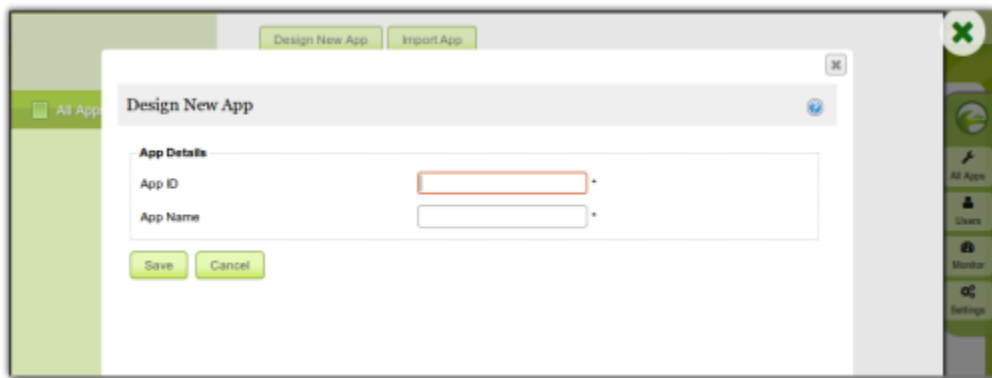 Design New App Import App
All Apps
Design New App
App Details
App ID *
App Name *
Save Cancel
All Apps
Users
Monitor
Settings